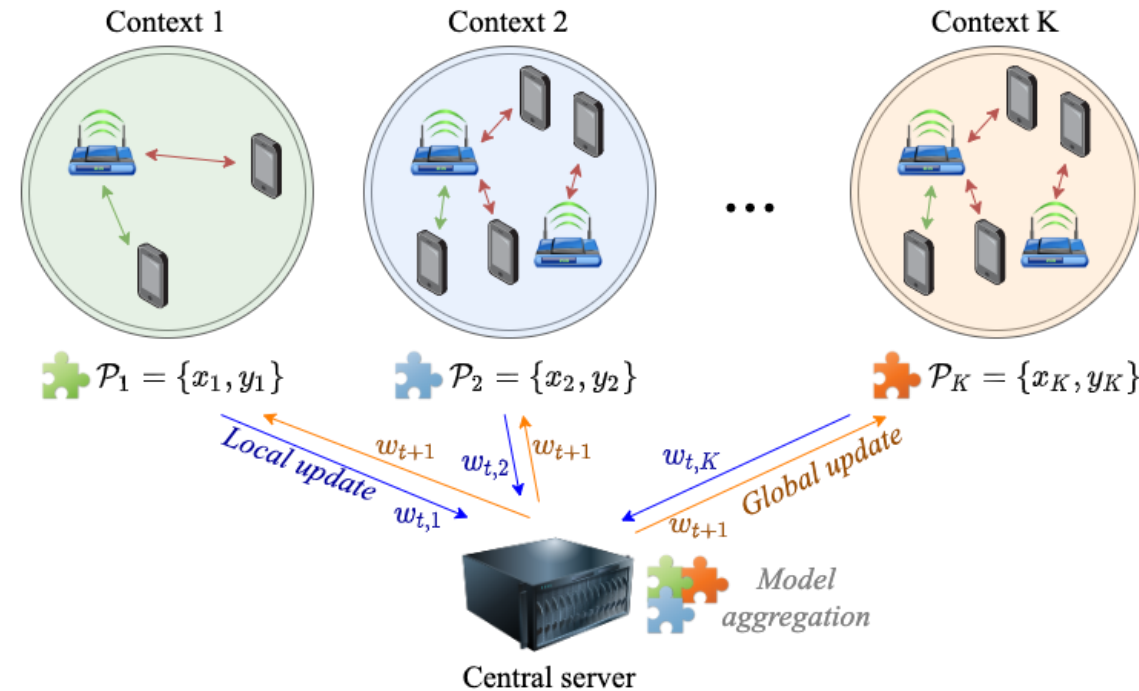 Context 1
Context 2
Context K
...
𝒫₁ = {x₁, y₁}
𝒫₂ = {x₂, y₂}
𝒫_K = {x_K, y_K}
Local update
w_{t,1}
w_{t+1}
w_{t,2}
w_{t+1}
w_{t,K}
Global update
w_{t+1}
Model
aggregation
Central server